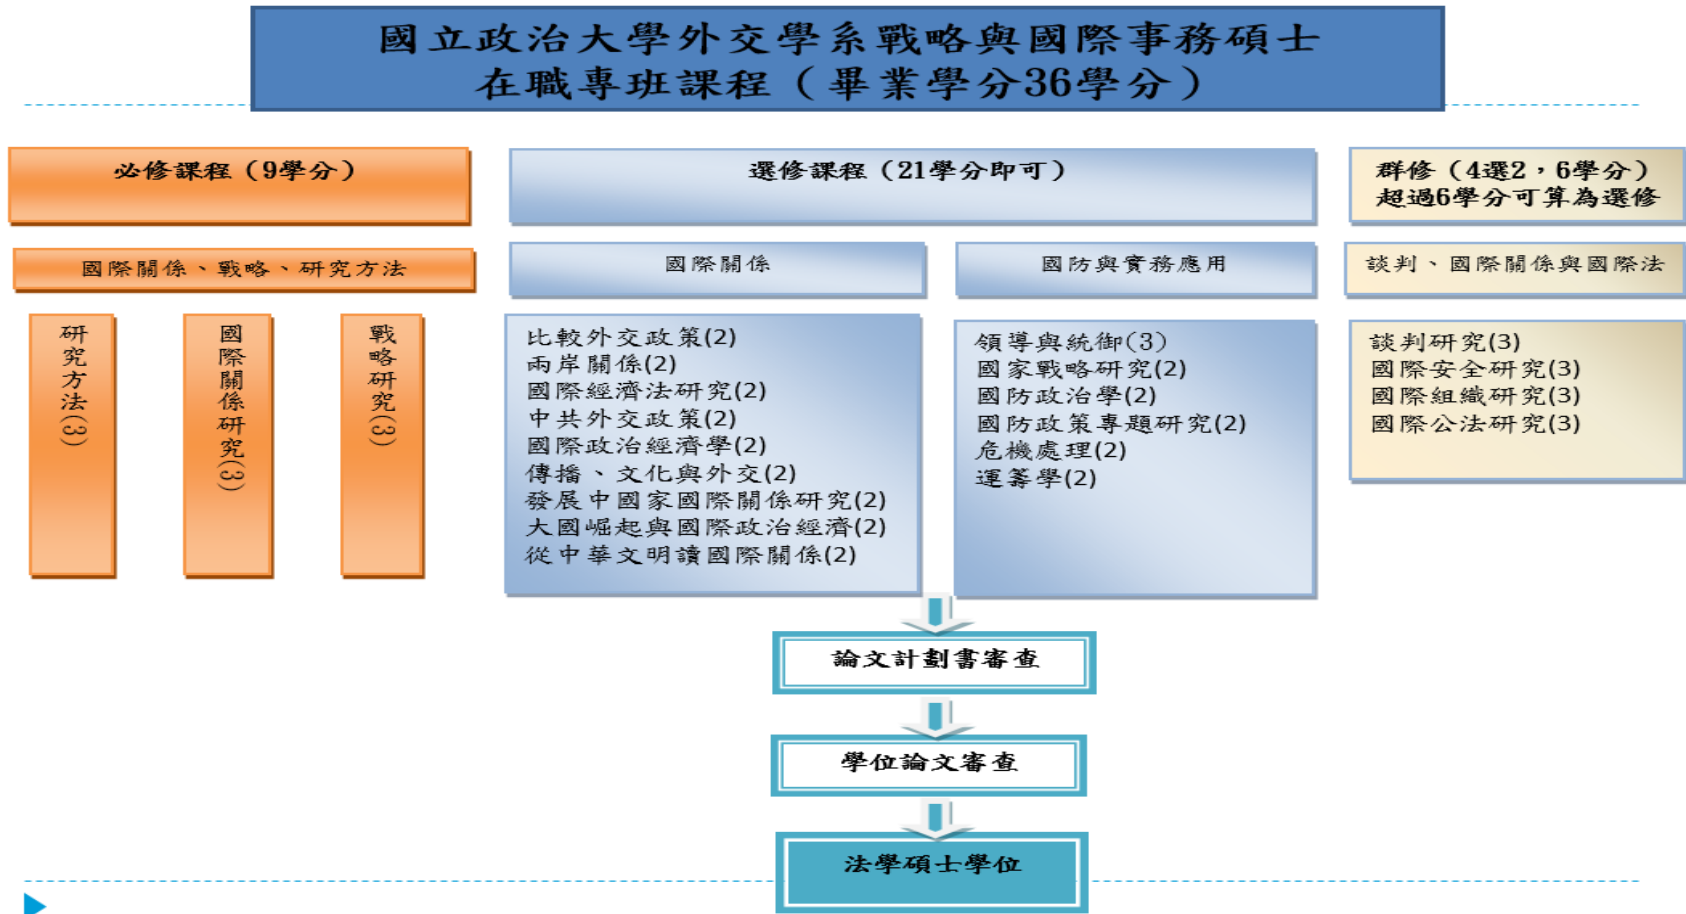 國立政治大學外交學系戰略與國際事務碩士
在職專班課程（畢業學分36學分）
必修課程（9學分）
國際關係、戰略、研究方法
研究方法(3)
國際關係研究(3)
戰略研究(3)
選修課程（21學分即可）
國際關係
比較外交政策(2)
兩岸關係(2)
國際經濟法研究(2)
中共外交政策(2)
國際政治經濟學(2)
傳播、文化與外交(2)
發展中國家國際關係研究(2)
大國崛起與國際政治經濟(2)
從中華文明讀國際關係(2)
國防與實務應用
領導與統御(3)
國家戰略研究(2)
國防政治學(2)
國防政策專題研究(2)
危機處理(2)
運籌學(2)
群修（4選2，6學分）
超過6學分可算為選修
談判、國際關係與國際法
談判研究(3)
國際安全研究(3)
國際組織研究(3)
國際公法研究(3)
論文計劃書審查
學位論文審查
法學碩士學位